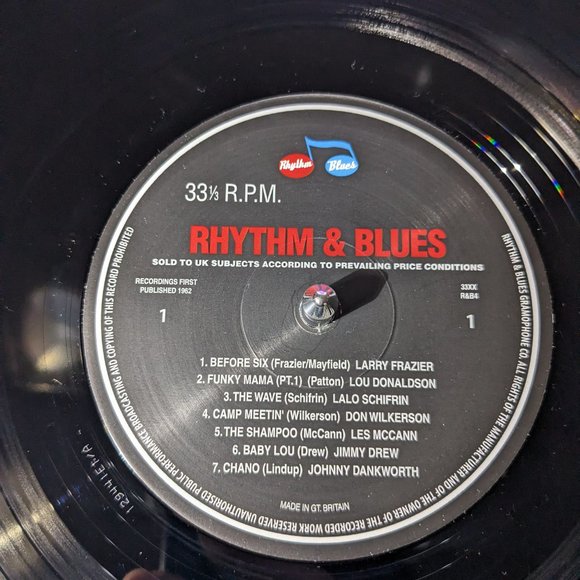 Rhythm Blues
33⅓ R.P.M.
RHYTHM & BLUES
SOLD TO UK SUBJECTS ACCORDING TO PREVAILING PRICE CONDITIONS
RECORDINGS FIRST
PUBLISHED 1962
33XX
R&B4
1
1
1. BEFORE SIX (Frazier/Mayfield) LARRY FRAZIER
2. FUNKY MAMA (PT.1) (Patton) LOU DONALDSON
3. THE WAVE (Schifrin) LALO SCHIFRIN
4. CAMP MEETIN' (Wilkerson) DON WILKERSON
5. THE SHAMPOO (McCann) LES MCCANN
6. BABY LOU (Drew) JIMMY DREW
7. CHANO (Lindup) JOHNNY DANKWORTH
MADE IN GT. BRITAIN
RHYTHM & BLUES GRAMOPHONE CO. ALL RIGHTS OF THE MANUFACTURER AND OF THE OWNER OF THE RECORDED WORK RESERVED UNAUTHORISED PUBLIC PERFORMANCE BROADCASTING AND COPYING OF THIS RECORD PROHIBITED